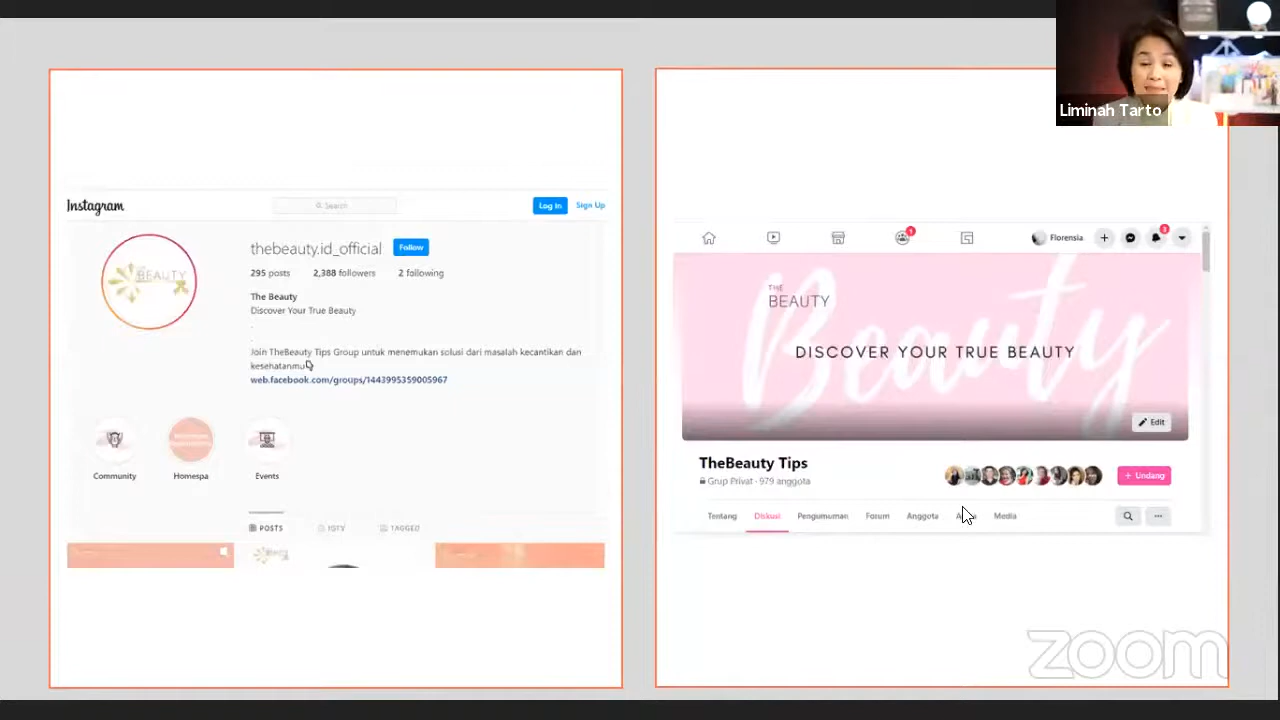 Liminah Tarto
Instagram
Search
Log In
Sign Up
BEAUTY
thebeauty.id_official
Follow
295 posts 2,388 followers 2 following
The Beauty
Discover Your True Beauty
.
.
Join TheBeauty Tips Group untuk menemukan solusi dari masalah kecantikan dan
kesehatanmu
web.facebook.com/groups/1443995359005967
Community Homespa Events
POSTS IGTV TAGGED
1
Florensia
3
THE
BEAUTY
Beauty
DISCOVER YOUR TRUE BEAUTY
Edit
TheBeauty Tips
Grup Privat · 979 anggota
+ Undang
Tentang Diskusi Pengumuman Forum Anggota Media
zoom